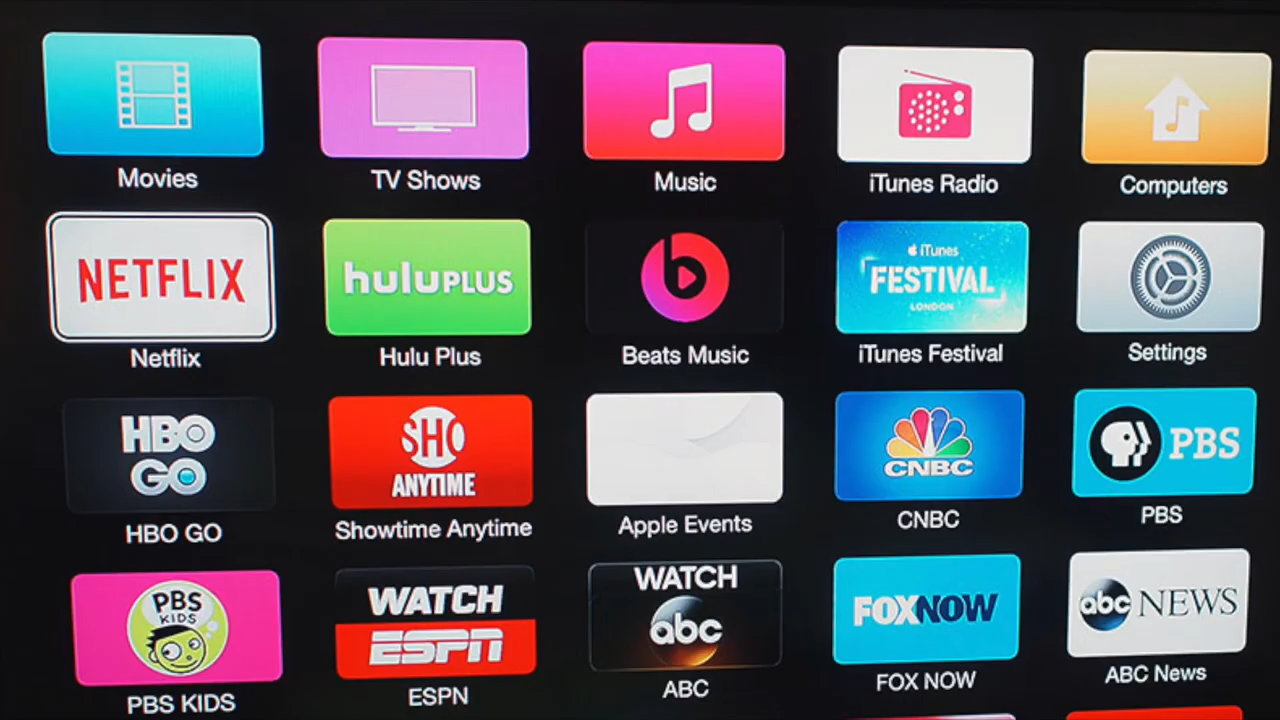 Movies
TV Shows
Music
iTunes Radio
Computers
NETFLIX
huluPLUS
b
iTunes
FESTIVAL
LONDON
Netflix
Hulu Plus
Beats Music
iTunes Festival
Settings
HBO
GO
SHO
ANYTIME
CNBC
PBS
HBO GO
Showtime Anytime
Apple Events
CNBC
PBS
PBS
KIDS
WATCH
ESPN
WATCH
abc
FOXNOW
abc NEWS
PBS KIDS
ESPN
ABC
FOX NOW
ABC News